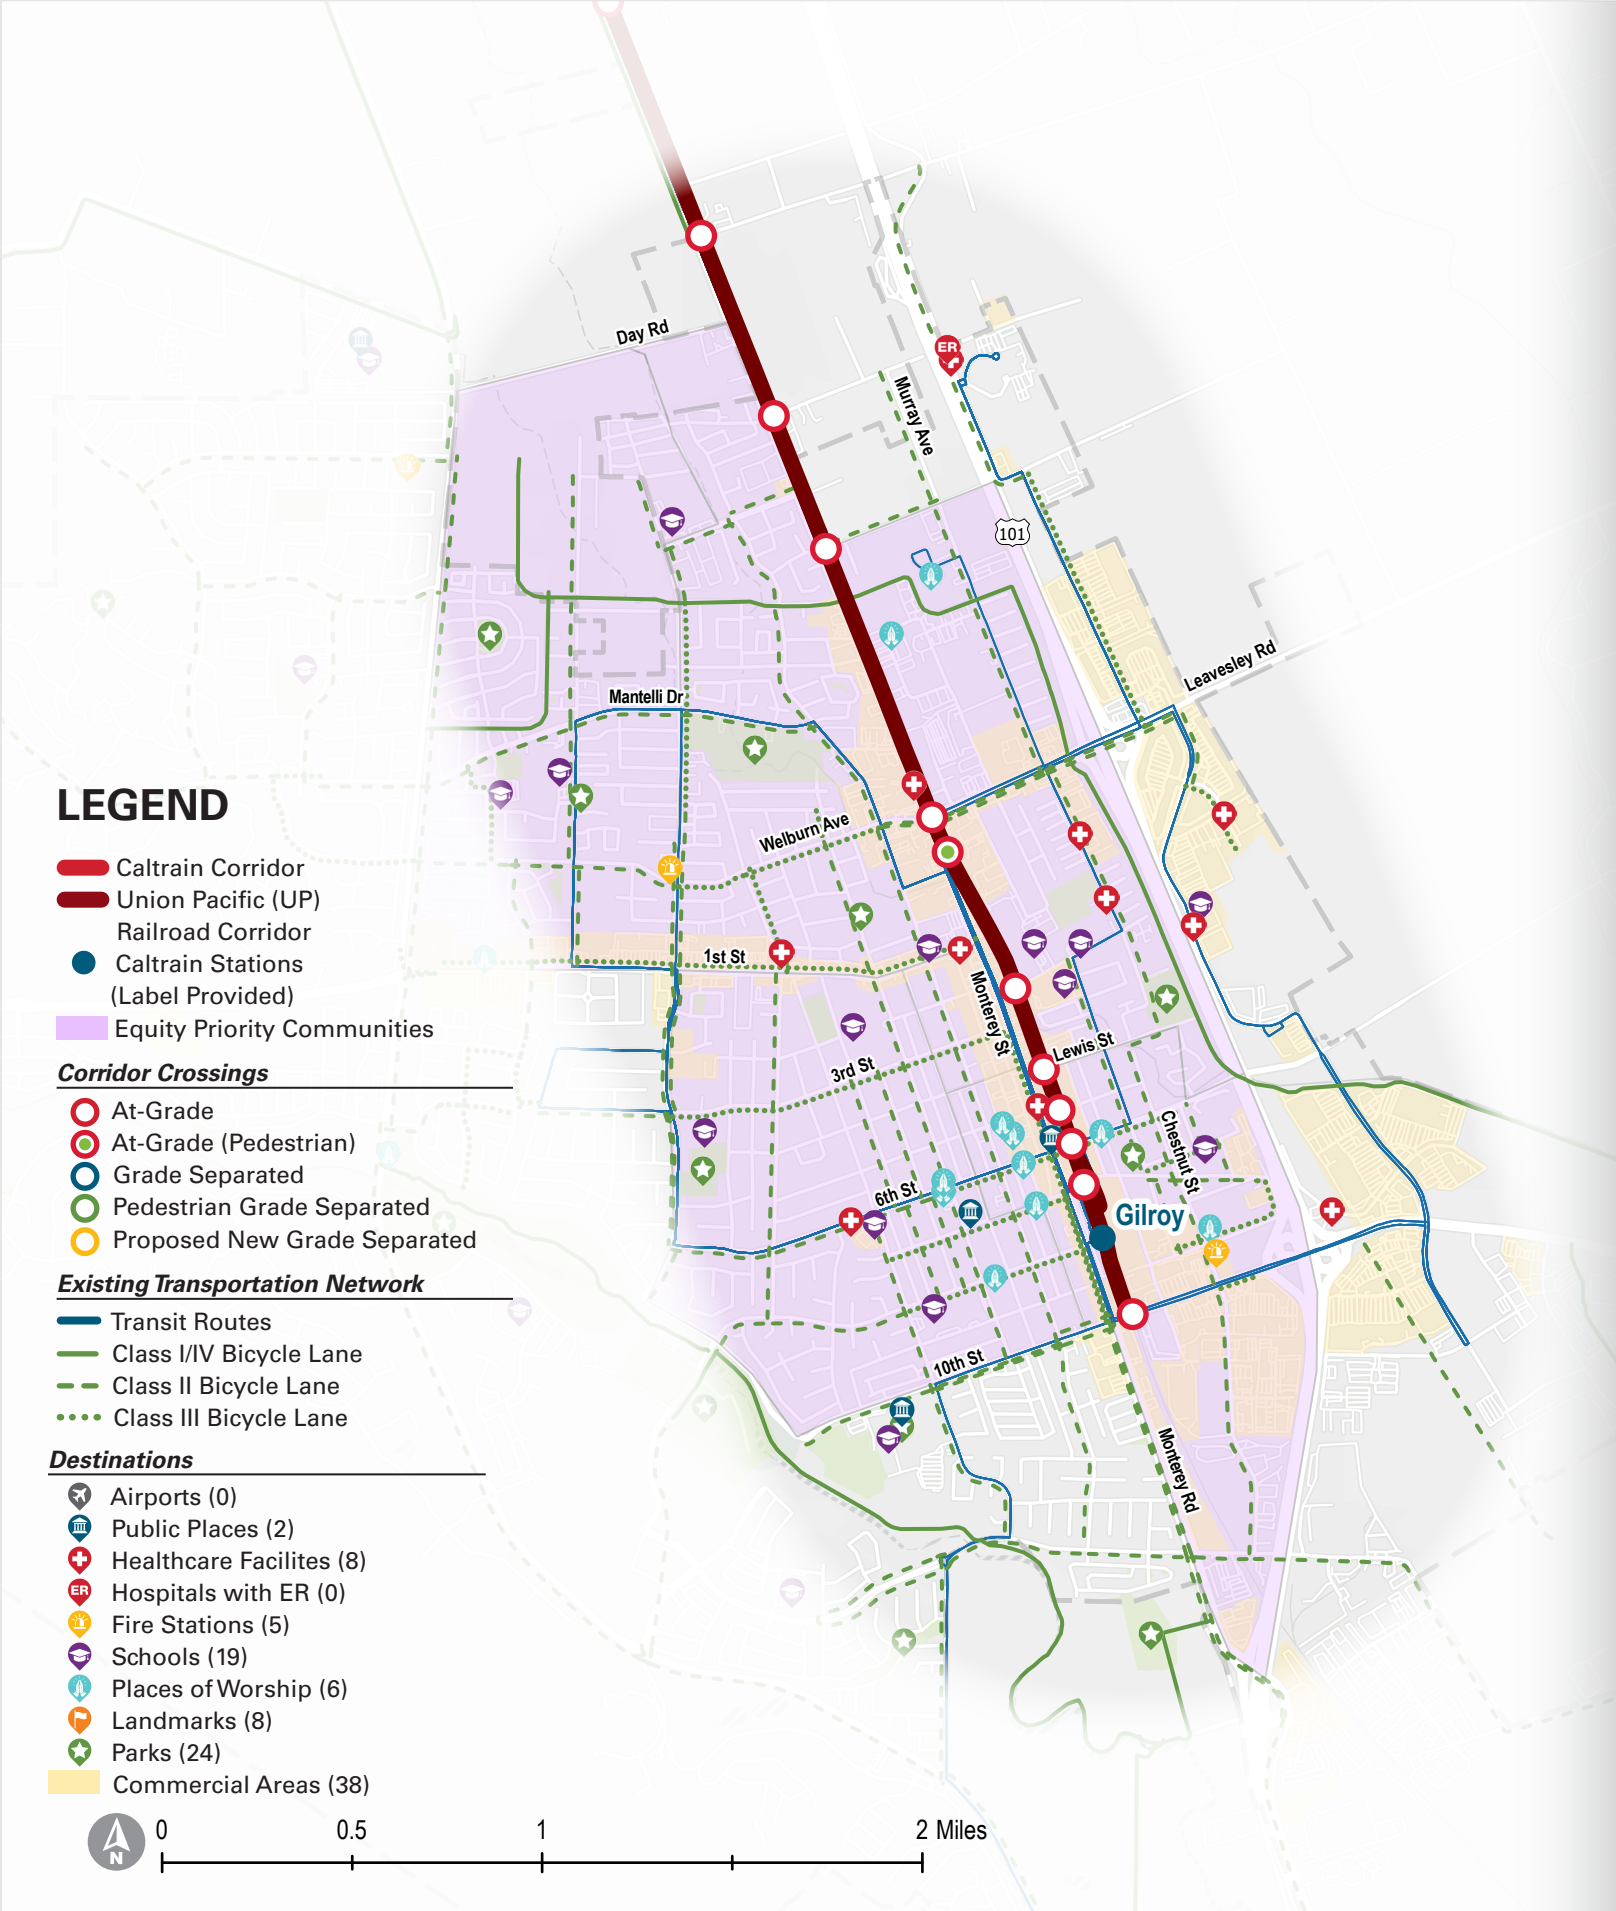 Day Rd
ER
Murray Ave
101
Leavesley Rd
Mantelli Dr
Welburn Ave
1st St
Monterey St
Lewis St
3rd St
Chestnut St
6th St
Gilroy
10th St
Monterey Rd
LEGEND
Caltrain Corridor
Union Pacific (UP)
Railroad Corridor
Caltrain Stations
(Label Provided)
Equity Priority Communities
Corridor Crossings
At-Grade
At-Grade (Pedestrian)
Grade Separated
Pedestrian Grade Separated
Proposed New Grade Separated
Existing Transportation Network
Transit Routes
Class I/IV Bicycle Lane
Class II Bicycle Lane
Class III Bicycle Lane
Destinations
Airports (0)
Public Places (2)
Healthcare Facilites (8)
ER Hospitals with ER (0)
Fire Stations (5)
Schools (19)
Places of Worship (6)
Landmarks (8)
Parks (24)
Commercial Areas (38)
N
0 0.5 1 2 Miles